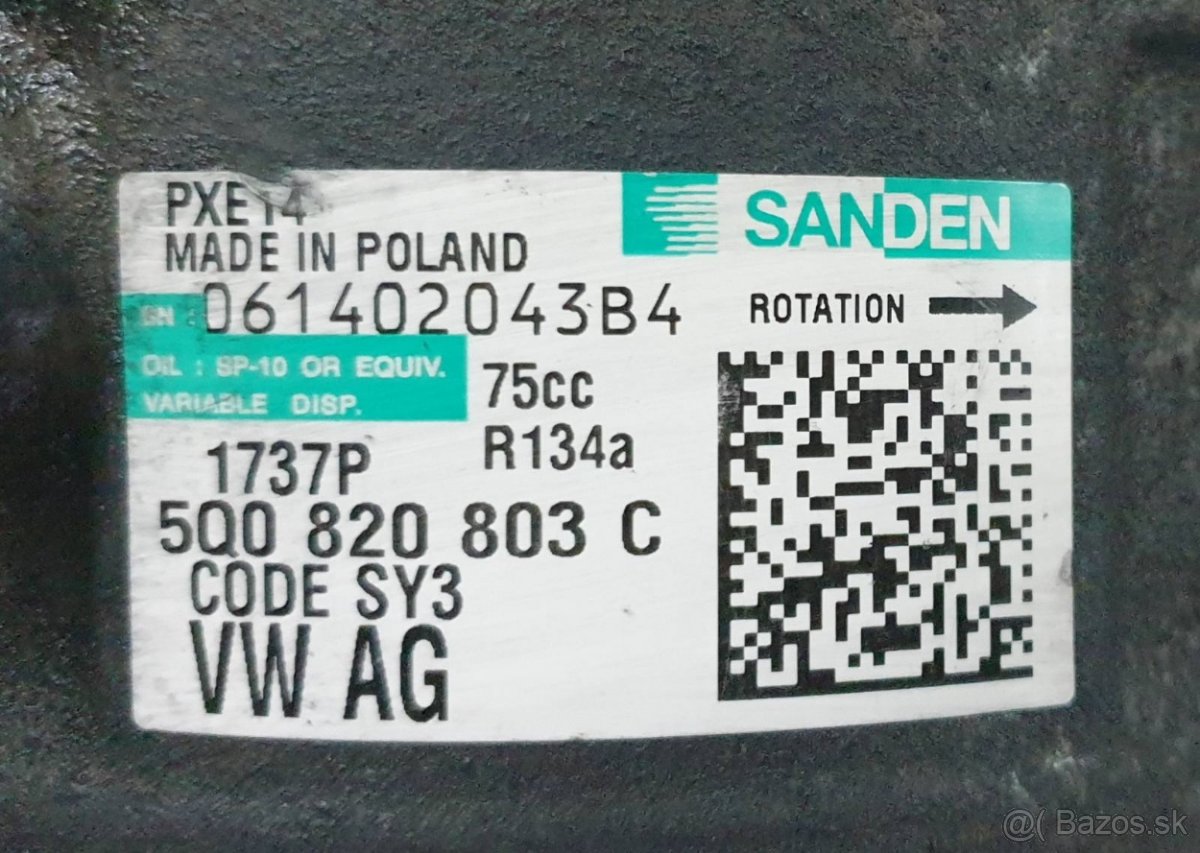 PXE14
SANDEN
MADE IN POLAND
SN : 061402043B4
ROTATION
OIL : SP-10 OR EQUIV.
75cc
VARIABLE DISP.
R134a
1737P
5Q0 820 803 C
CODE SY3
VW AG
@( Bazos.sk